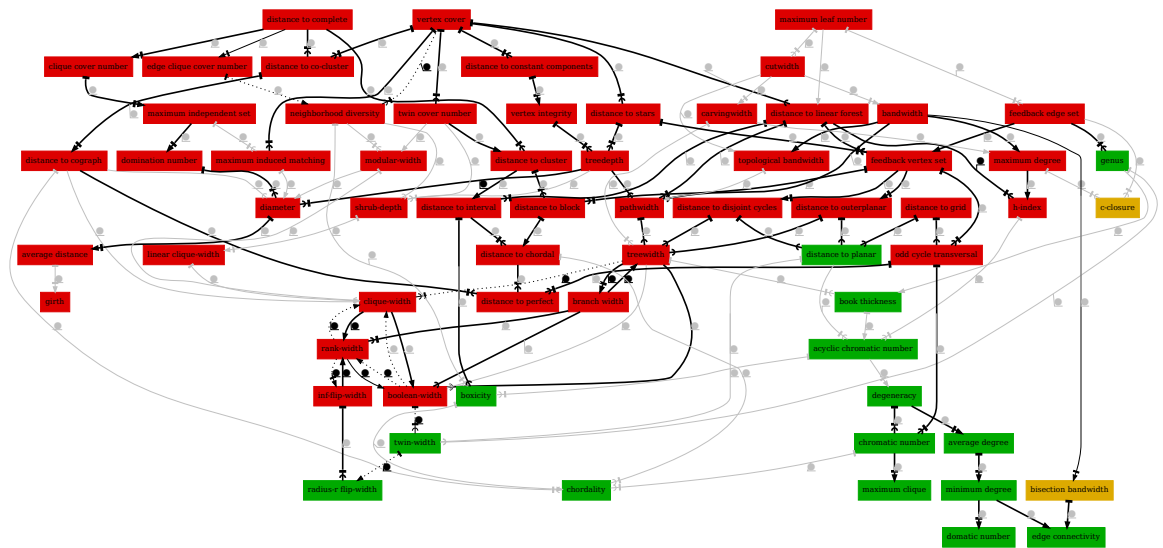 distance to complete
vertex cover
maximum leaf number
clique cover number
edge clique cover number
distance to co-cluster
distance to constant components
cutwidth
maximum independent set
neighborhood diversity
twin cover number
vertex integrity
distance to stars
carvingwidth
distance to linear forest
bandwidth
feedback edge set
distance to cograph
domination number
maximum induced matching
modular-width
distance to cluster
treedepth
topological bandwidth
feedback vertex set
maximum degree
genus
diameter
shrub-depth
distance to interval
distance to block
pathwidth
distance to disjoint cycles
distance to outerplanar
distance to grid
h-index
c-closure
average distance
linear clique-width
distance to chordal
treewidth
distance to planar
odd cycle transversal
girth
clique-width
distance to perfect
branch width
book thickness
rank-width
acyclic chromatic number
inf-flip-width
boolean-width
boxicity
degeneracy
twin-width
chromatic number
average degree
radius-r flip-width
chordality
maximum clique
minimum degree
bisection bandwidth
domatic number
edge connectivity